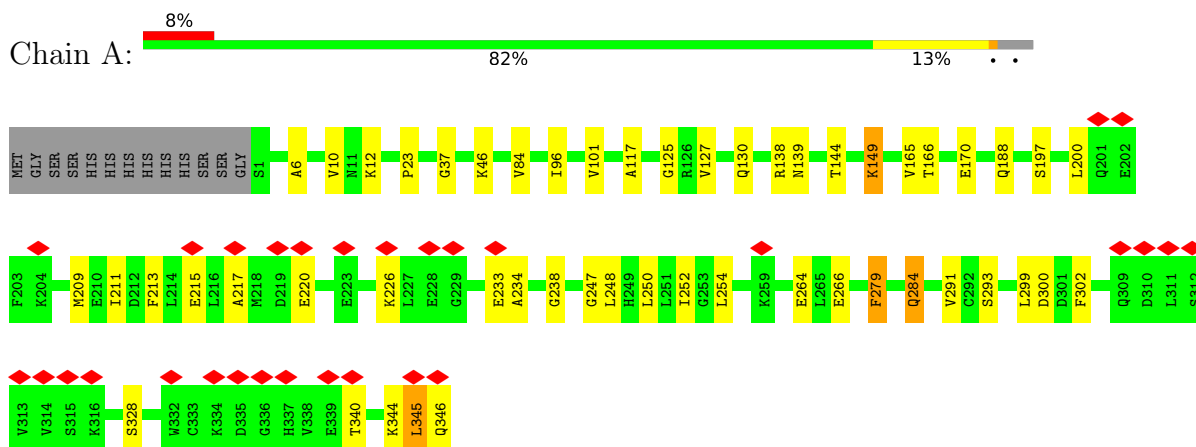 8%
Chain A:
82% 13% • •
MET GLY SER SER HIS HIS HIS HIS HIS HIS SER SER GLY S1 A6 V10 N11 K12 P23 G37 K46 V84 I96 V101 A117 G125 R126 V127 Q130 R138 N139 T144 K149 V165 T166 E170 Q188 S197 L200 Q201 E202
F203 K204 M209 E210 I211 D212 F213 L214 E215 L216 A217 M218 D219 E220 E223 K226 L227 E228 G229 E233 A234 G238 G247 L248 H249 L250 L251 I252 G253 L254 K259 E264 L265 E266 F279 Q284 V291 C292 S293 L299 D300 D301 F302 Q309 D310 L311 S312
V313 V314 S315 K316 S328 W332 C333 K334 D335 G336 H337 V338 E339 T340 K344 L345 Q346